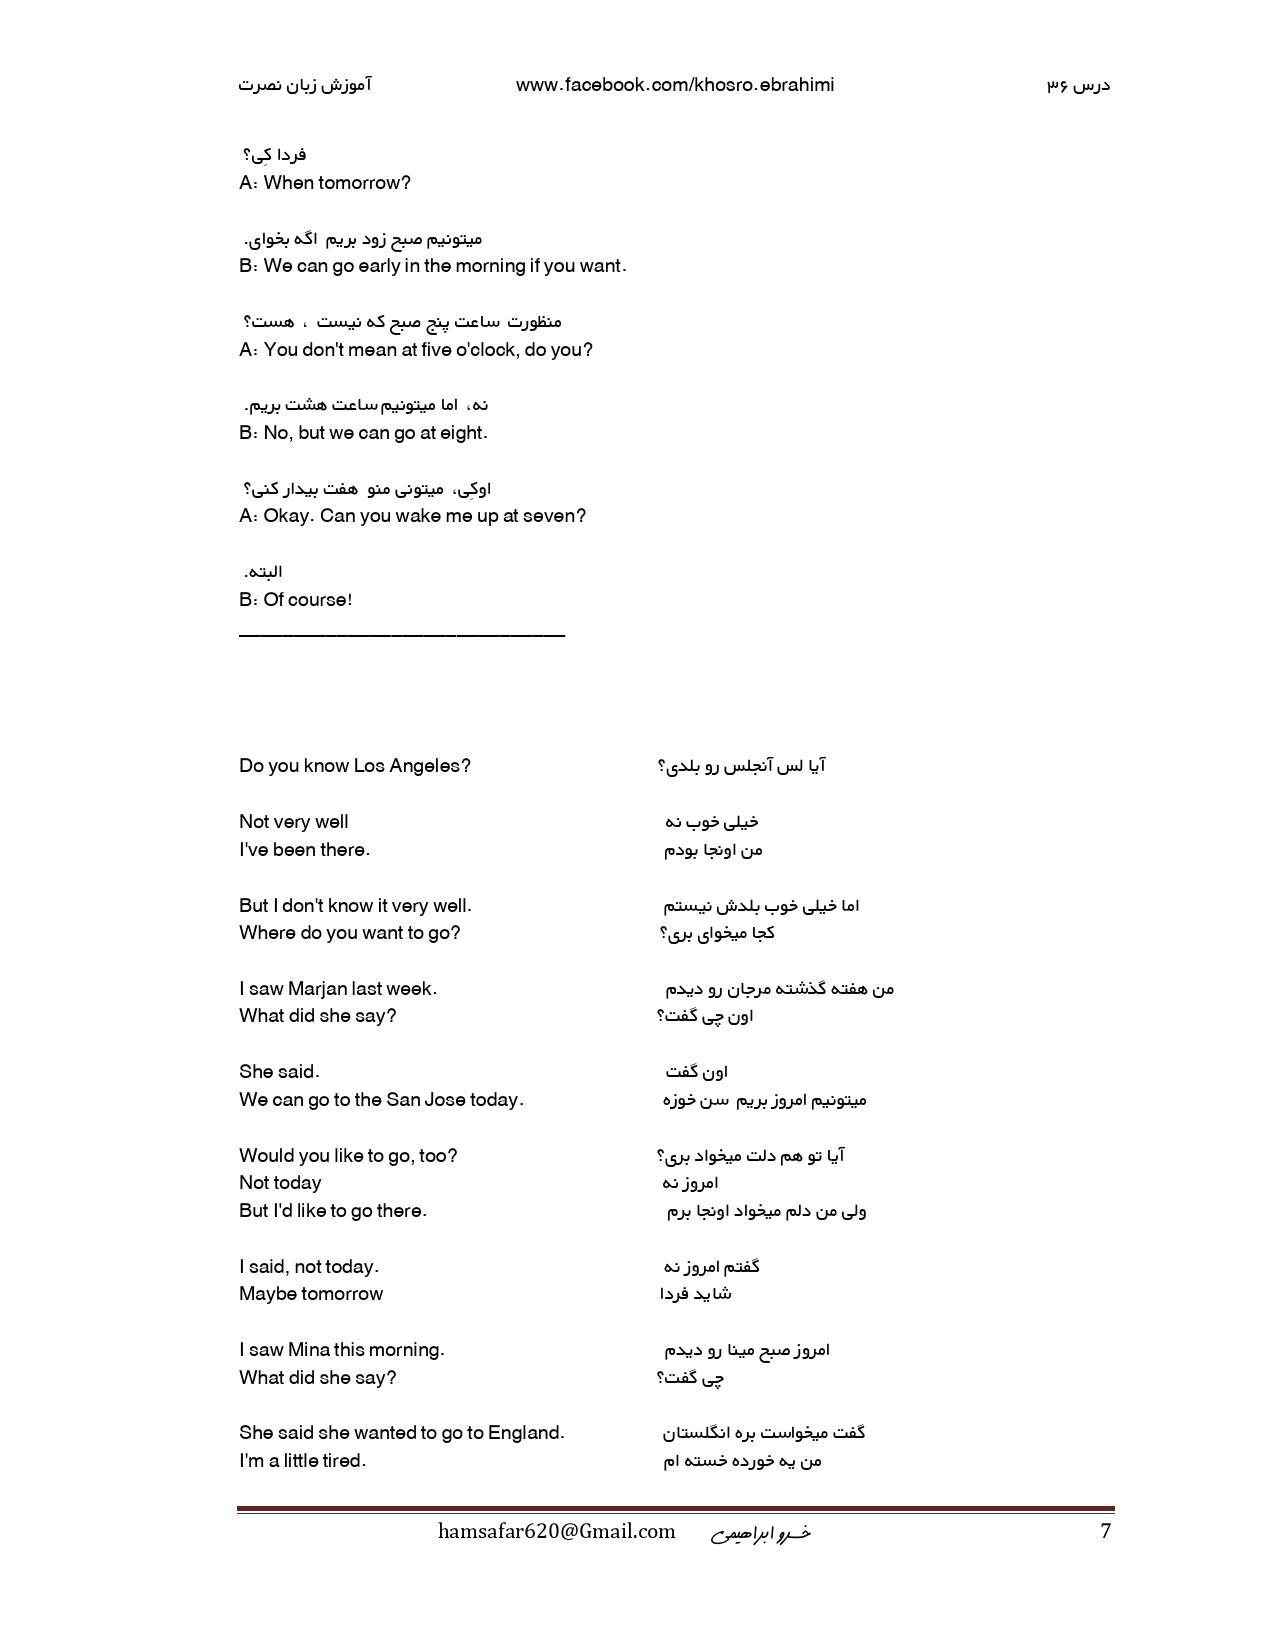 آموزش زبان نصرت www.facebook.com/khosro.ebrahimi درس ۳۶
فردا کِی؟
A: When tomorrow?
میتونیم صبح زود بریم اگه بخوای.
B: We can go early in the morning if you want.
منظورت ساعت پنج صبح که نیست ، هست؟
A: You don't mean at five o'clock, do you?
نه، اما میتونیم ساعت هشت بریم.
B: No, but we can go at eight.
اوکِی، میتونی منو هفت بیدار کنی؟
A: Okay. Can you wake me up at seven?
البته.
B: Of course!
______________________________
Do you know Los Angeles? آیا لس آنجلس رو بلدی؟
Not very well خیلی خوب نه
I've been there. من اونجا بودم
But I don't know it very well. اما خیلی خوب بلدش نیستم
Where do you want to go? کجا میخوای بری؟
I saw Marjan last week. من هفته گذشته مرجان رو دیدم
What did she say? اون چی گفت؟
She said. اون گفت
We can go to the San Jose today. میتونیم امروز بریم سن خوزه
Would you like to go, too? آیا تو هم دلت میخواد بری؟
Not today امروز نه
But I'd like to go there. ولی من دلم میخواد اونجا برم
I said, not today. گفتم امروز نه
Maybe tomorrow شاید فردا
I saw Mina this morning. امروز صبح مینا رو دیدم
What did she say? چی گفت؟
She said she wanted to go to England. گفت میخواست بره انگلستان
I'm a little tired. من یه خورده خسته ام
hamsafar620@Gmail.com خسرو ابراهیمی 7